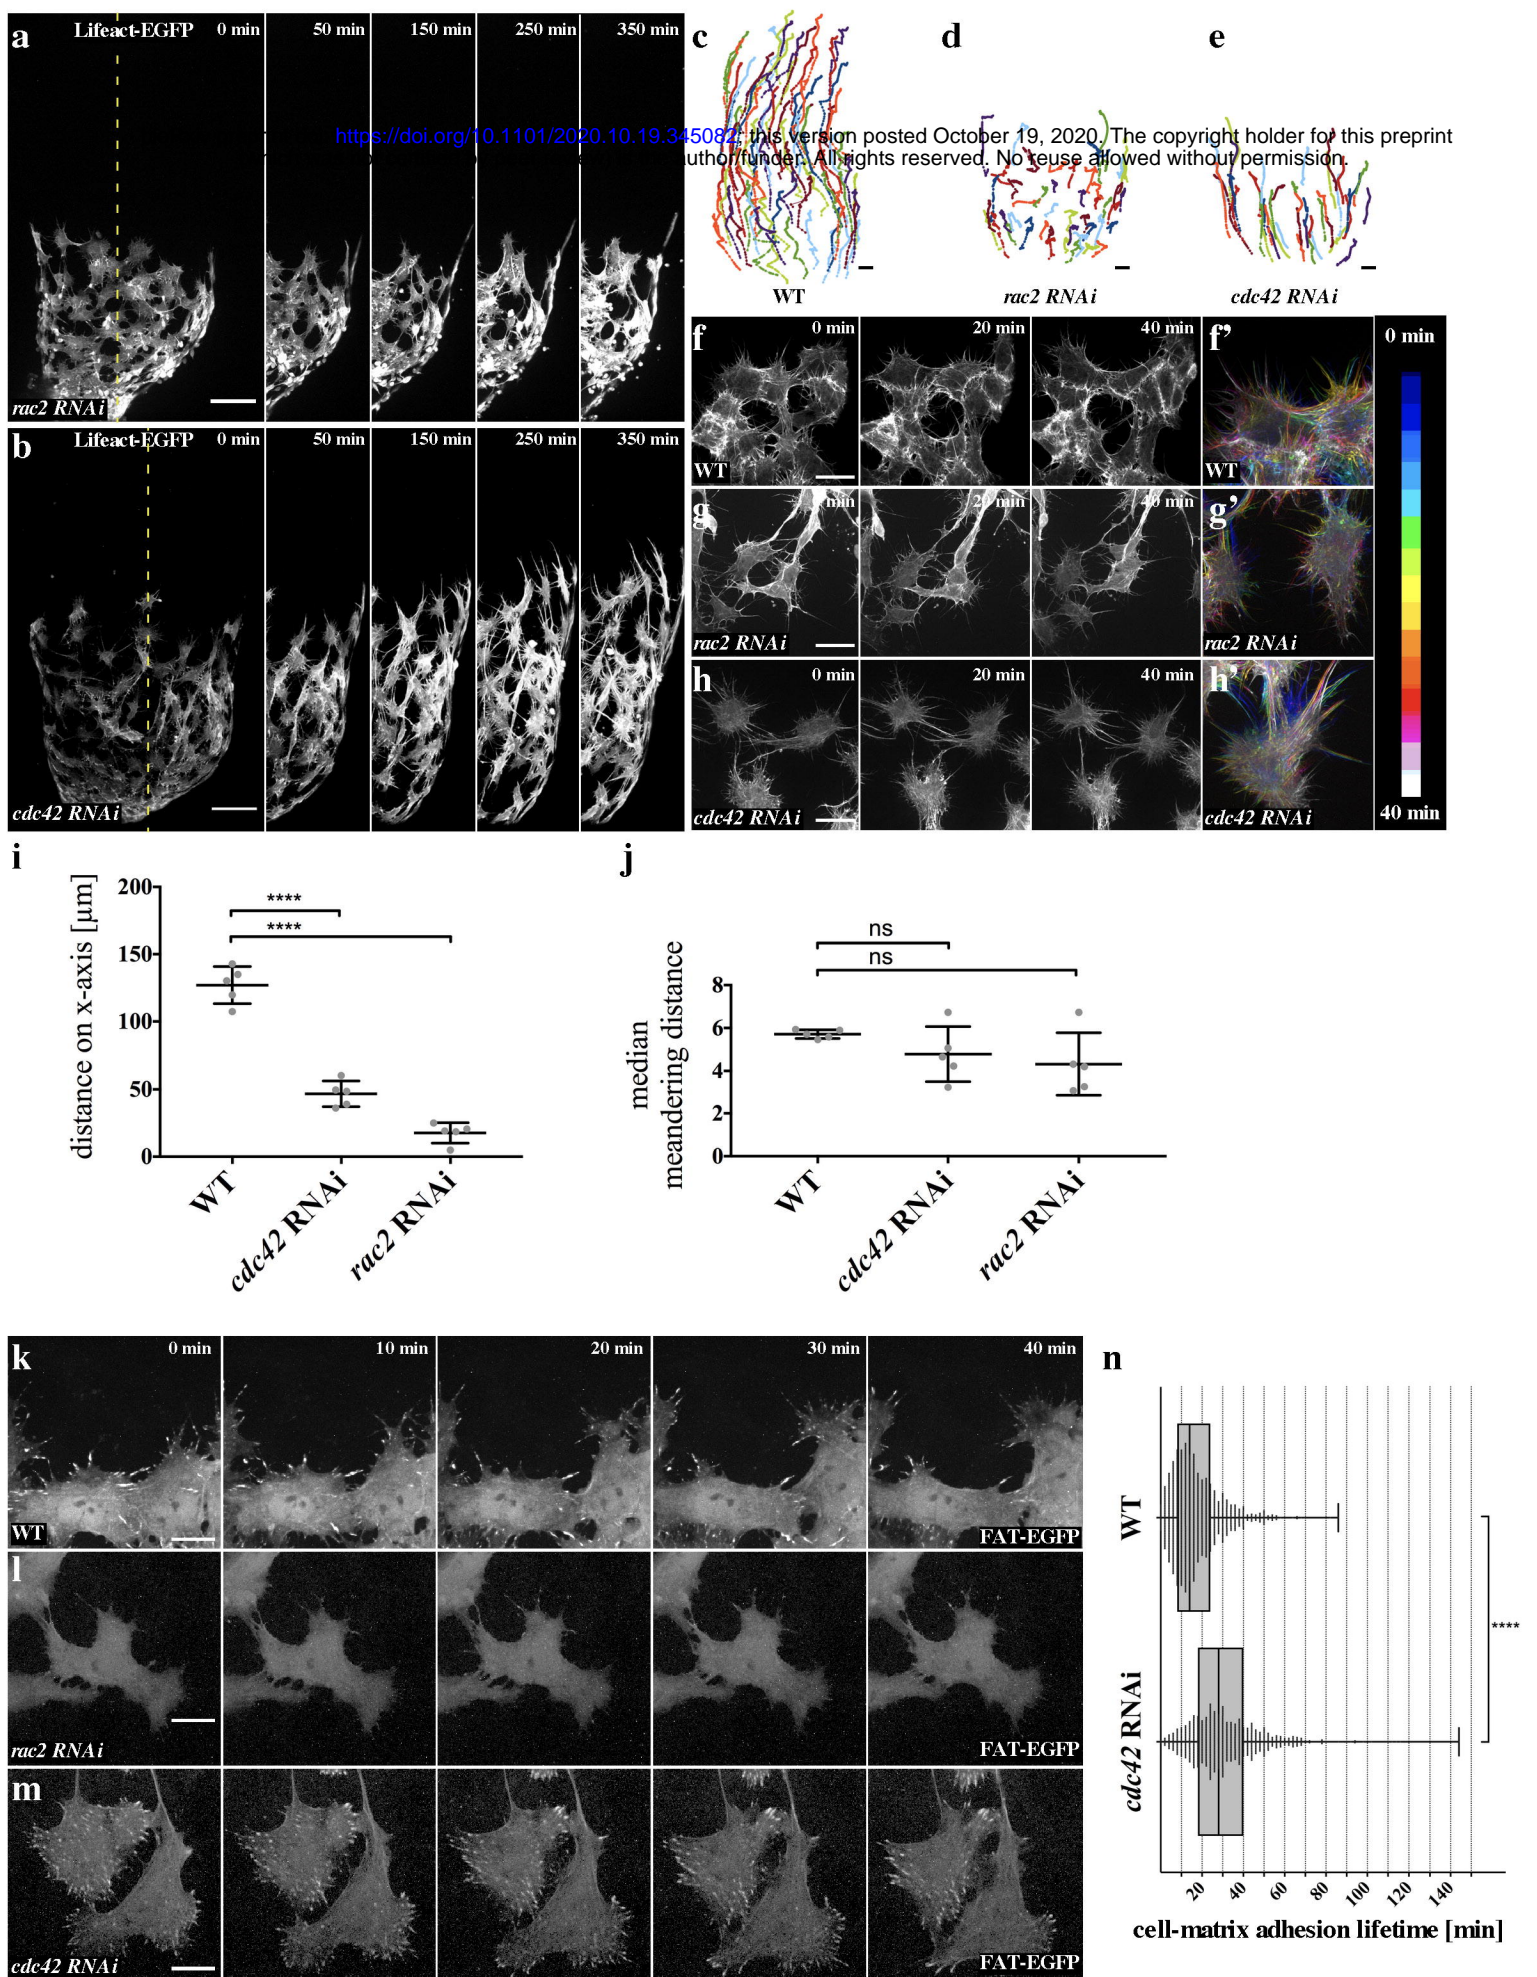 a
Lifeact-EGFP
0 min
50 min
150 min
250 min
350 min
rac2 RNAi
b
Lifeact-EGFP
0 min
50 min
150 min
250 min
350 min
cdc42 RNAi
c
d
e
https://doi.org/10.1101/2020.10.19.345082; this version posted October 19, 2020. The copyright holder for this preprint
author/funder. All rights reserved. No reuse allowed without permission.
WT
rac2 RNAi
cdc42 RNAi
f
0 min
20 min
40 min
WT
f’
WT
g
min
20 min
40 min
rac2 RNAi
g’
rac2 RNAi
h
0 min
20 min
40 min
cdc42 RNAi
h’
cdc42 RNAi
0 min
40 min
i
distance on x-axis [µm]
200
150
100
50
0
****
****
WT
cdc42 RNAi
rac2 RNAi
j
median
meandering distance
8
6
4
2
0
ns
ns
WT
cdc42 RNAi
rac2 RNAi
k
0 min
10 min
20 min
30 min
40 min
WT
FAT-EGFP
l
rac2 RNAi
FAT-EGFP
m
cdc42 RNAi
FAT-EGFP
n
WT
cdc42 RNAi
****
20
40
60
80
100
120
140
cell-matrix adhesion lifetime [min]